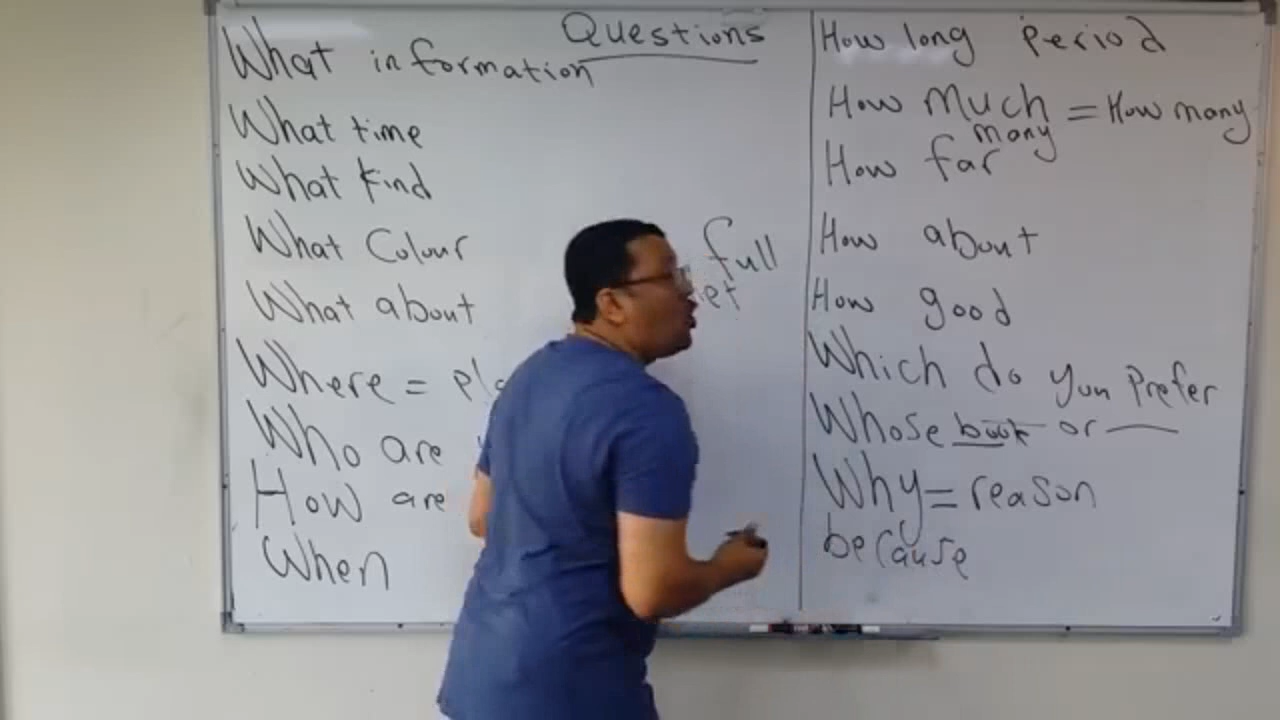 Questions
What information
What time
What kind
What Colour
What about full
Where =
Who are
How are
When
How long period
How much = How many
many
How far
How about
How good
Which do you prefer
Whose book or
Why = reason
because